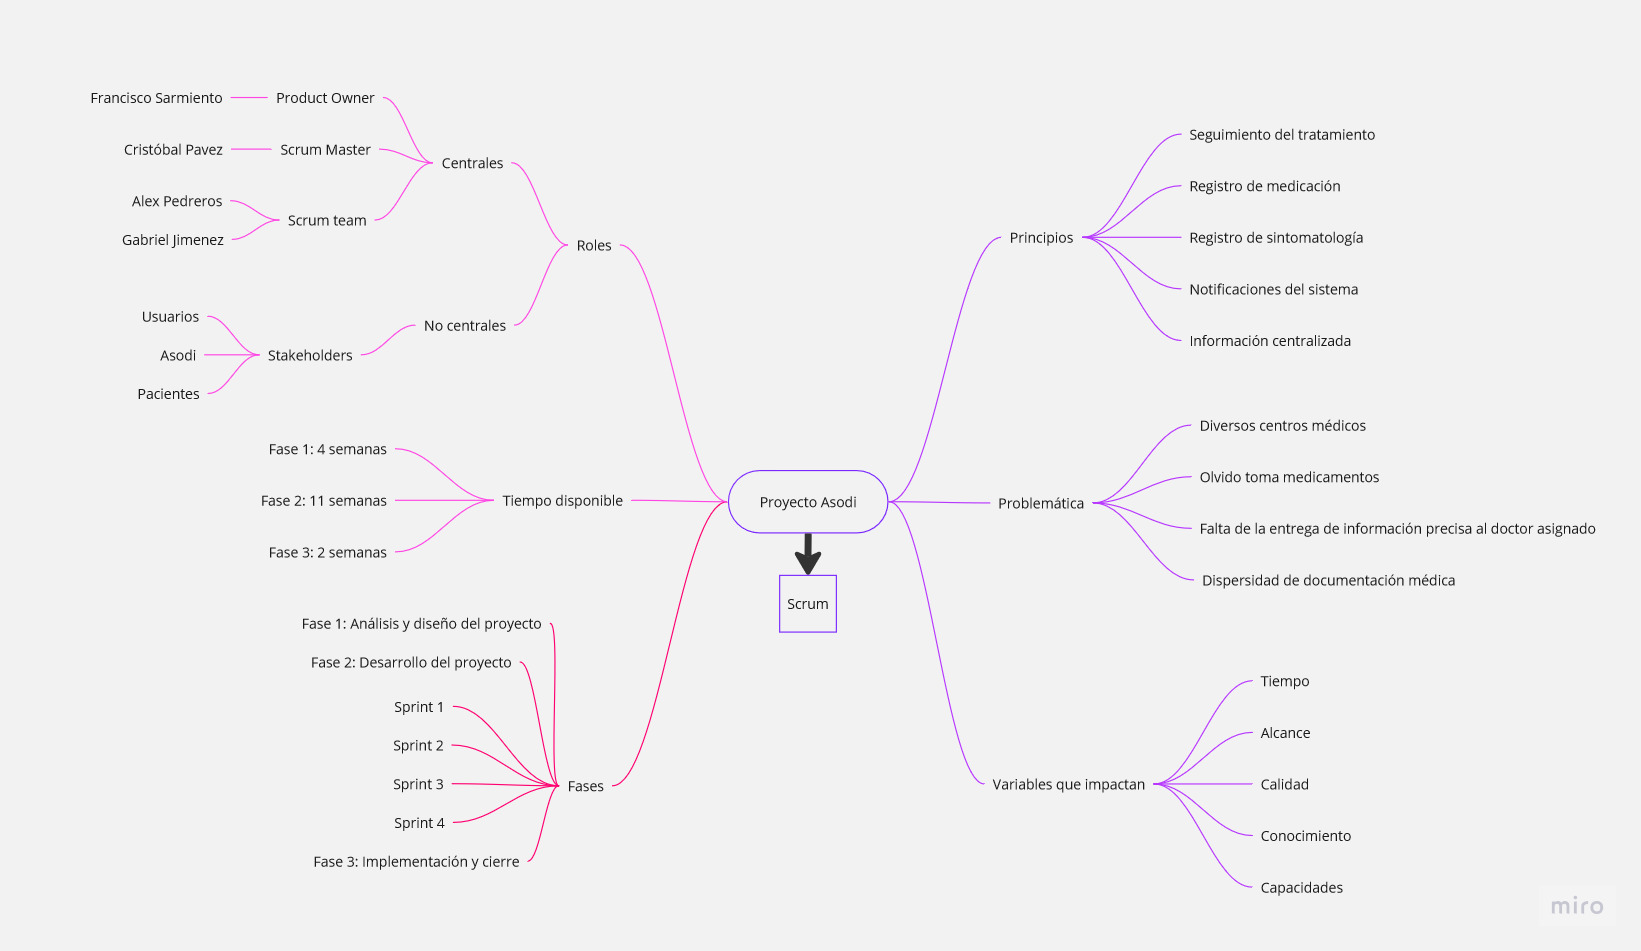 Proyecto Asodi
Scrum
Roles
Centrales
Product Owner
Francisco Sarmiento
Scrum Master
Cristóbal Pavez
Scrum team
Alex Pedreros
Gabriel Jimenez
No centrales
Stakeholders
Usuarios
Asodi
Pacientes
Tiempo disponible
Fase 1: 4 semanas
Fase 2: 11 semanas
Fase 3: 2 semanas
Fases
Fase 1: Análisis y diseño del proyecto
Fase 2: Desarrollo del proyecto
Sprint 1
Sprint 2
Sprint 3
Sprint 4
Fase 3: Implementación y cierre
Principios
Seguimiento del tratamiento
Registro de medicación
Registro de sintomatología
Notificaciones del sistema
Información centralizada
Problemática
Diversos centros médicos
Olvido toma medicamentos
Falta de la entrega de información precisa al doctor asignado
Dispersidad de documentación médica
Variables que impactan
Tiempo
Alcance
Calidad
Conocimiento
Capacidades
miro